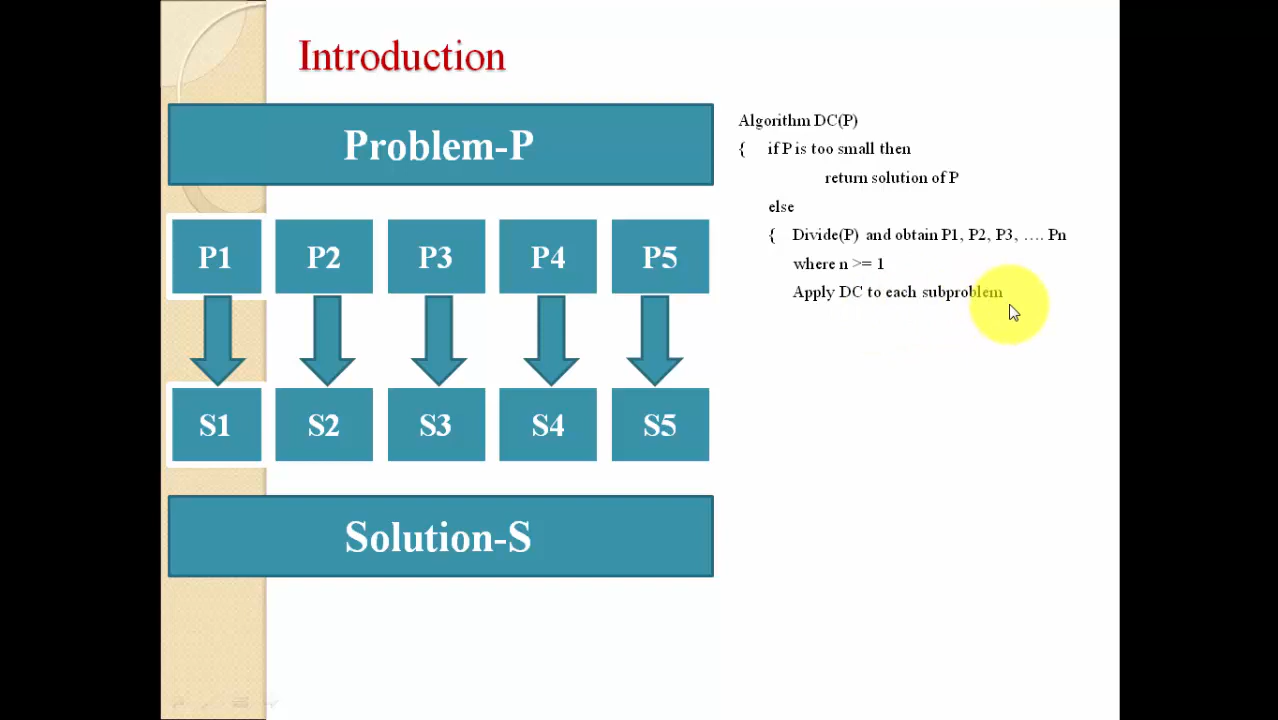 Introduction
Problem-P
P1 P2 P3 P4 P5
S1 S2 S3 S4 S5
Solution-S
Algorithm DC(P)
{ if P is too small then
return solution of P
else
{ Divide(P) and obtain P1, P2, P3, …. Pn
where n >= 1
Apply DC to each subproblem